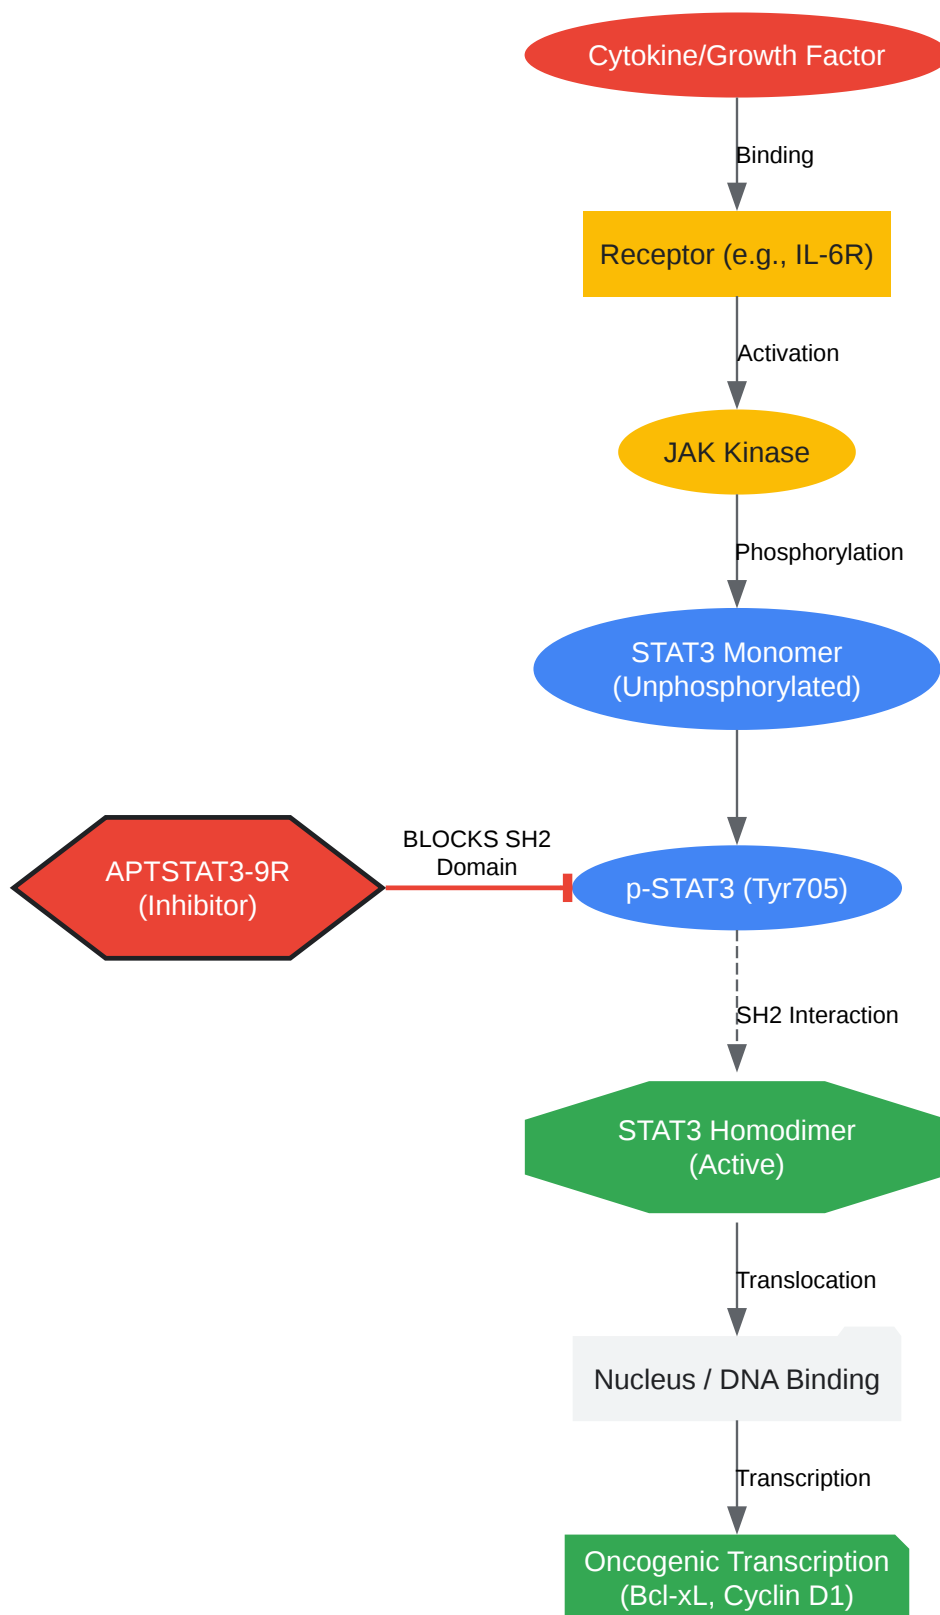 Cytokine/Growth Factor
Binding
Receptor (e.g., IL-6R)
Activation
JAK Kinase
Phosphorylation
STAT3 Monomer
(Unphosphorylated)
APTSTAT3-9R
(Inhibitor)
BLOCKS SH2
Domain
p-STAT3 (Tyr705)
SH2 Interaction
STAT3 Homodimer
(Active)
Translocation
Nucleus / DNA Binding
Transcription
Oncogenic Transcription
(Bcl-xL, Cyclin D1)